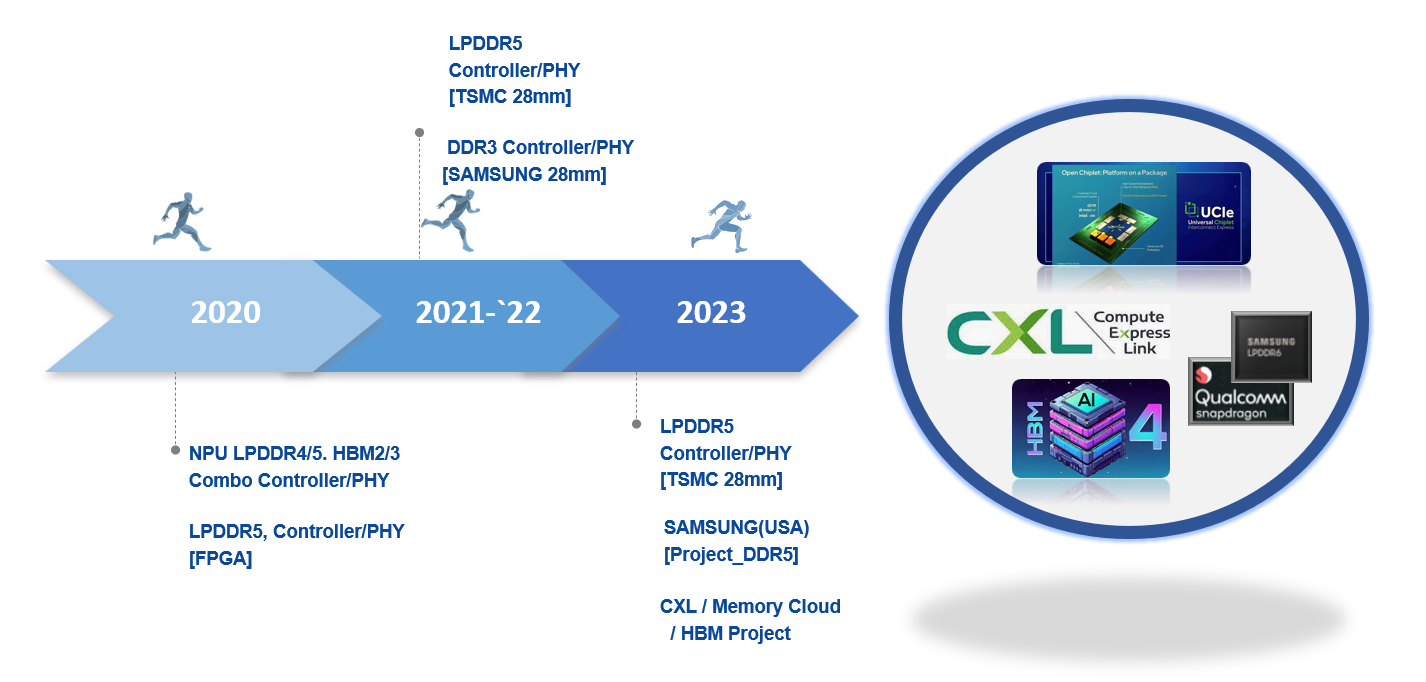 LPDDR5
Controller/PHY
[TSMC 28mm]
DDR3 Controller/PHY
[SAMSUNG 28mm]
2020
2021-`22
2023
NPU LPDDR4/5. HBM2/3
Combo Controller/PHY
LPDDR5, Controller/PHY
[FPGA]
LPDDR5
Controller/PHY
[TSMC 28mm]
SAMSUNG(USA)
[Project_DDR5]
CXL / Memory Cloud
/ HBM Project
Open Chiplet: Platform on a Package
UCIe
Universal Chiplet
Interconnect Express
CXL
Compute
Express
Link
SAMSUNG
LPDDR6
Qualcomm
snapdragon
HBM
AI
4